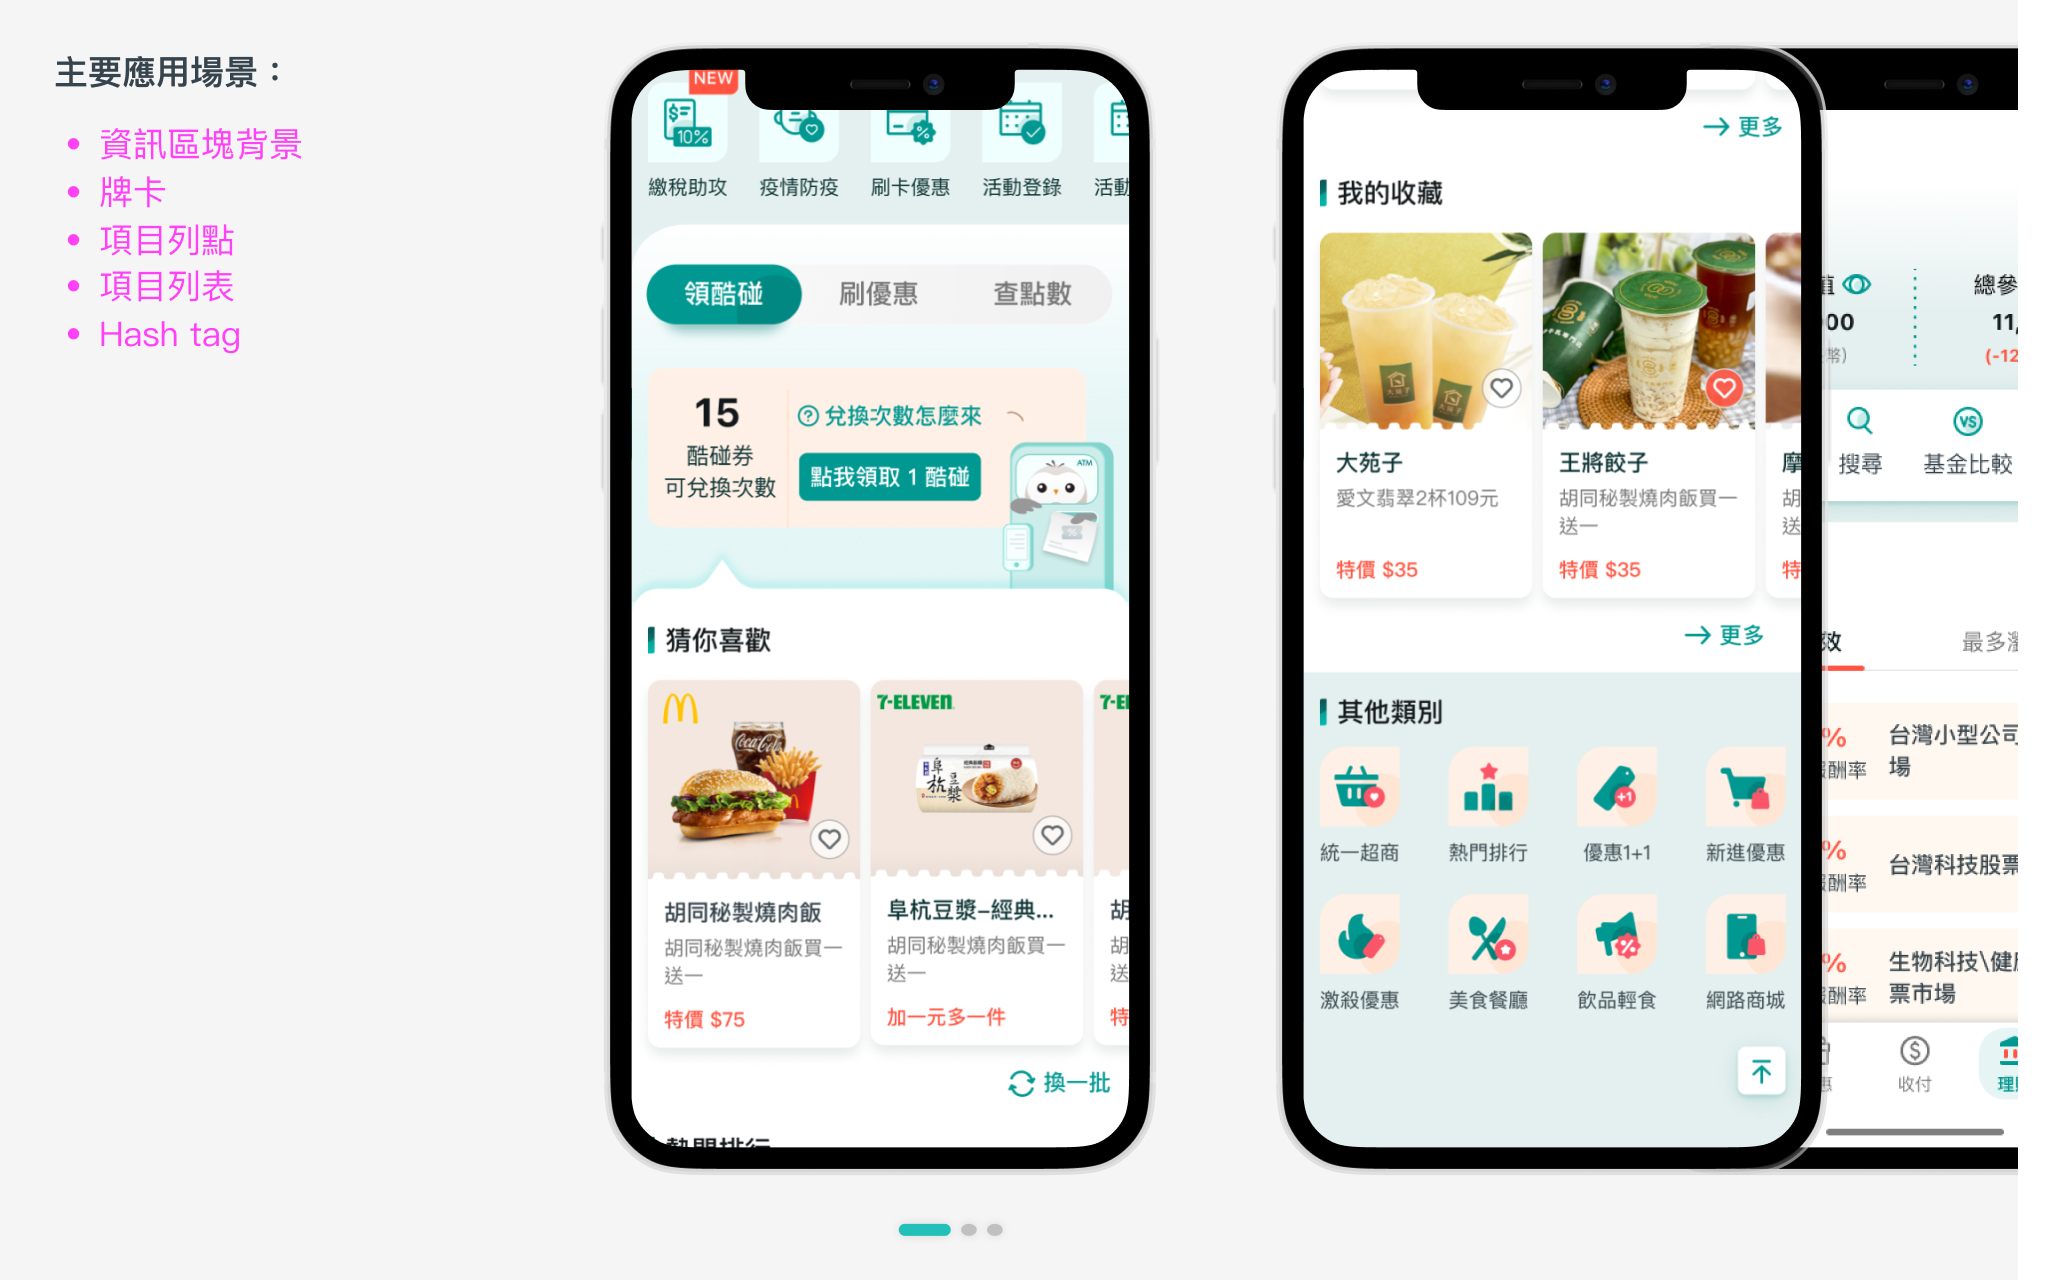 主要應用場景：
資訊區塊背景
牌卡
項目列點
項目列表
Hash tag
NEW
10%
繳稅助攻
疫情防疫
刷卡優惠
活動登錄
活動
領酷碰
刷優惠
查點數
15
酷碰券
可兌換次數
兌換次數怎麼來
點我領取 1 酷碰
ATM
猜你喜歡
Coca-Cola
7-ELEVEN
阜杭豆漿
7-El
胡同秘製燒肉飯
胡同秘製燒肉飯買一
送一
特價 $75
阜杭豆漿–經典...
胡同秘製燒肉飯買一
送一
加一元多一件
胡
胡
送
特
換一批
熱門排行
更多
我的收藏
大苑子
愛文翡翠2杯109元
特價 $35
王將餃子
胡同秘製燒肉飯買一
送一
特價 $35
摩
胡
送
特
更多
其他類別
統一超商
熱門排行
+1
優惠1+1
新進優惠
激殺優惠
美食餐廳
飲品輕食
網路商城
值
總參
00
11,
幣)
(-12
搜尋
VS
基金比較
效
最多瀏
%
報酬率
台灣小型公司
場
%
報酬率
台灣科技股票
%
報酬率
生物科技\健
票市場
惠
收付
理